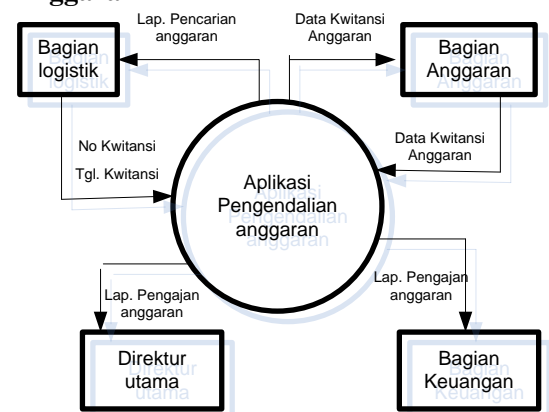 Bagian
logistik
Lap. Pencarian
anggaran
Data Kwitansi
Anggaran
Bagian
Anggaran
No Kwitansi
Tgl. Kwitansi
Data Kwitansi
Anggaran
Aplikasi
Pengendalian
anggaran
Lap. Pengajan
anggaran
Lap. Pengajan
anggaran
Direktur
utama
Bagian
Keuangan